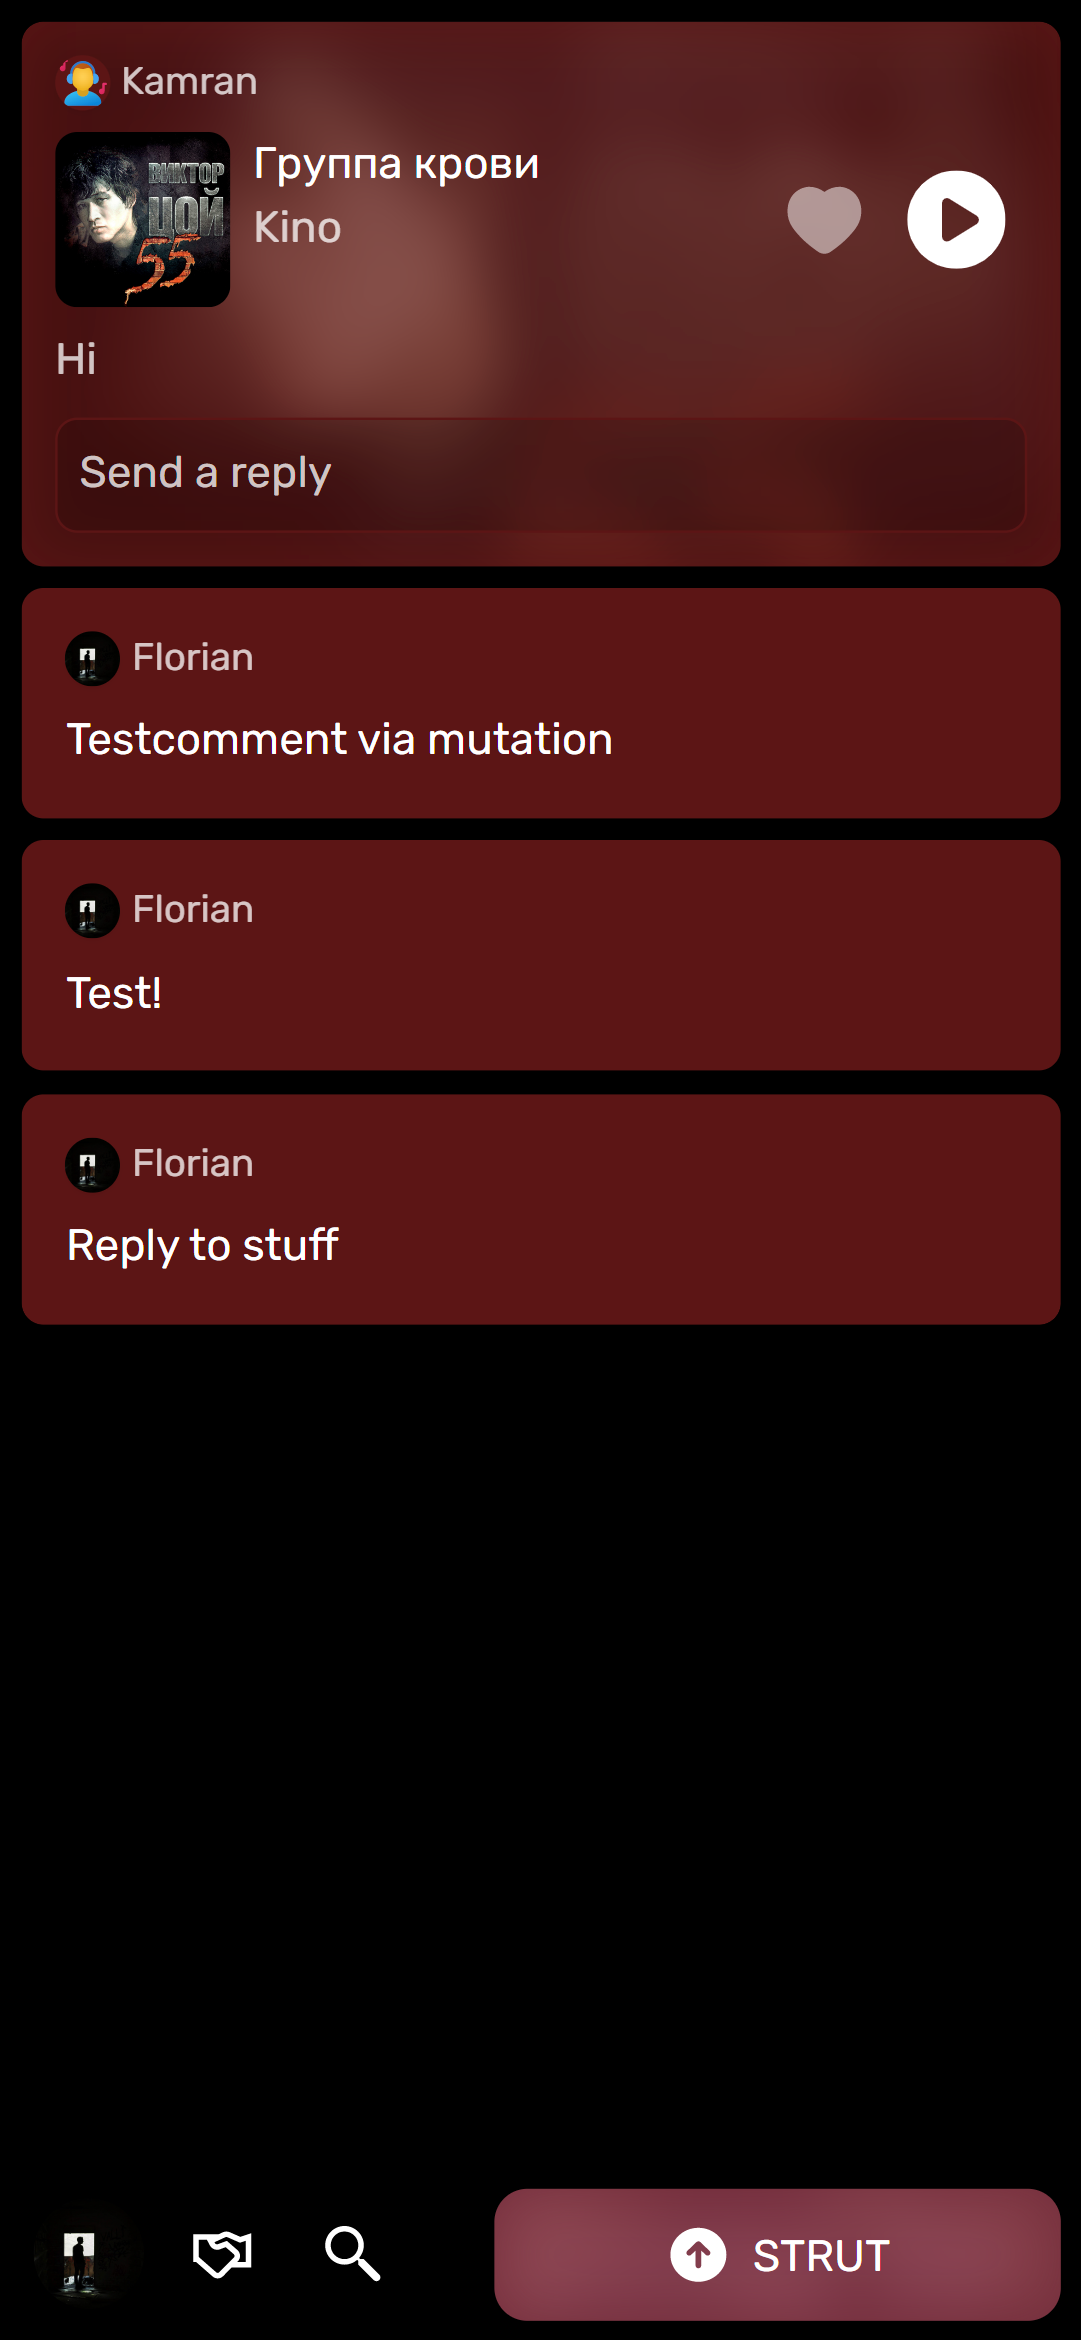 Kamran
ВИКТОР
ЦОЙ
55
Группа крови
Kino
Hi
Send a reply
Florian
Testcomment via mutation
Florian
Test!
Florian
Reply to stuff
STRUT